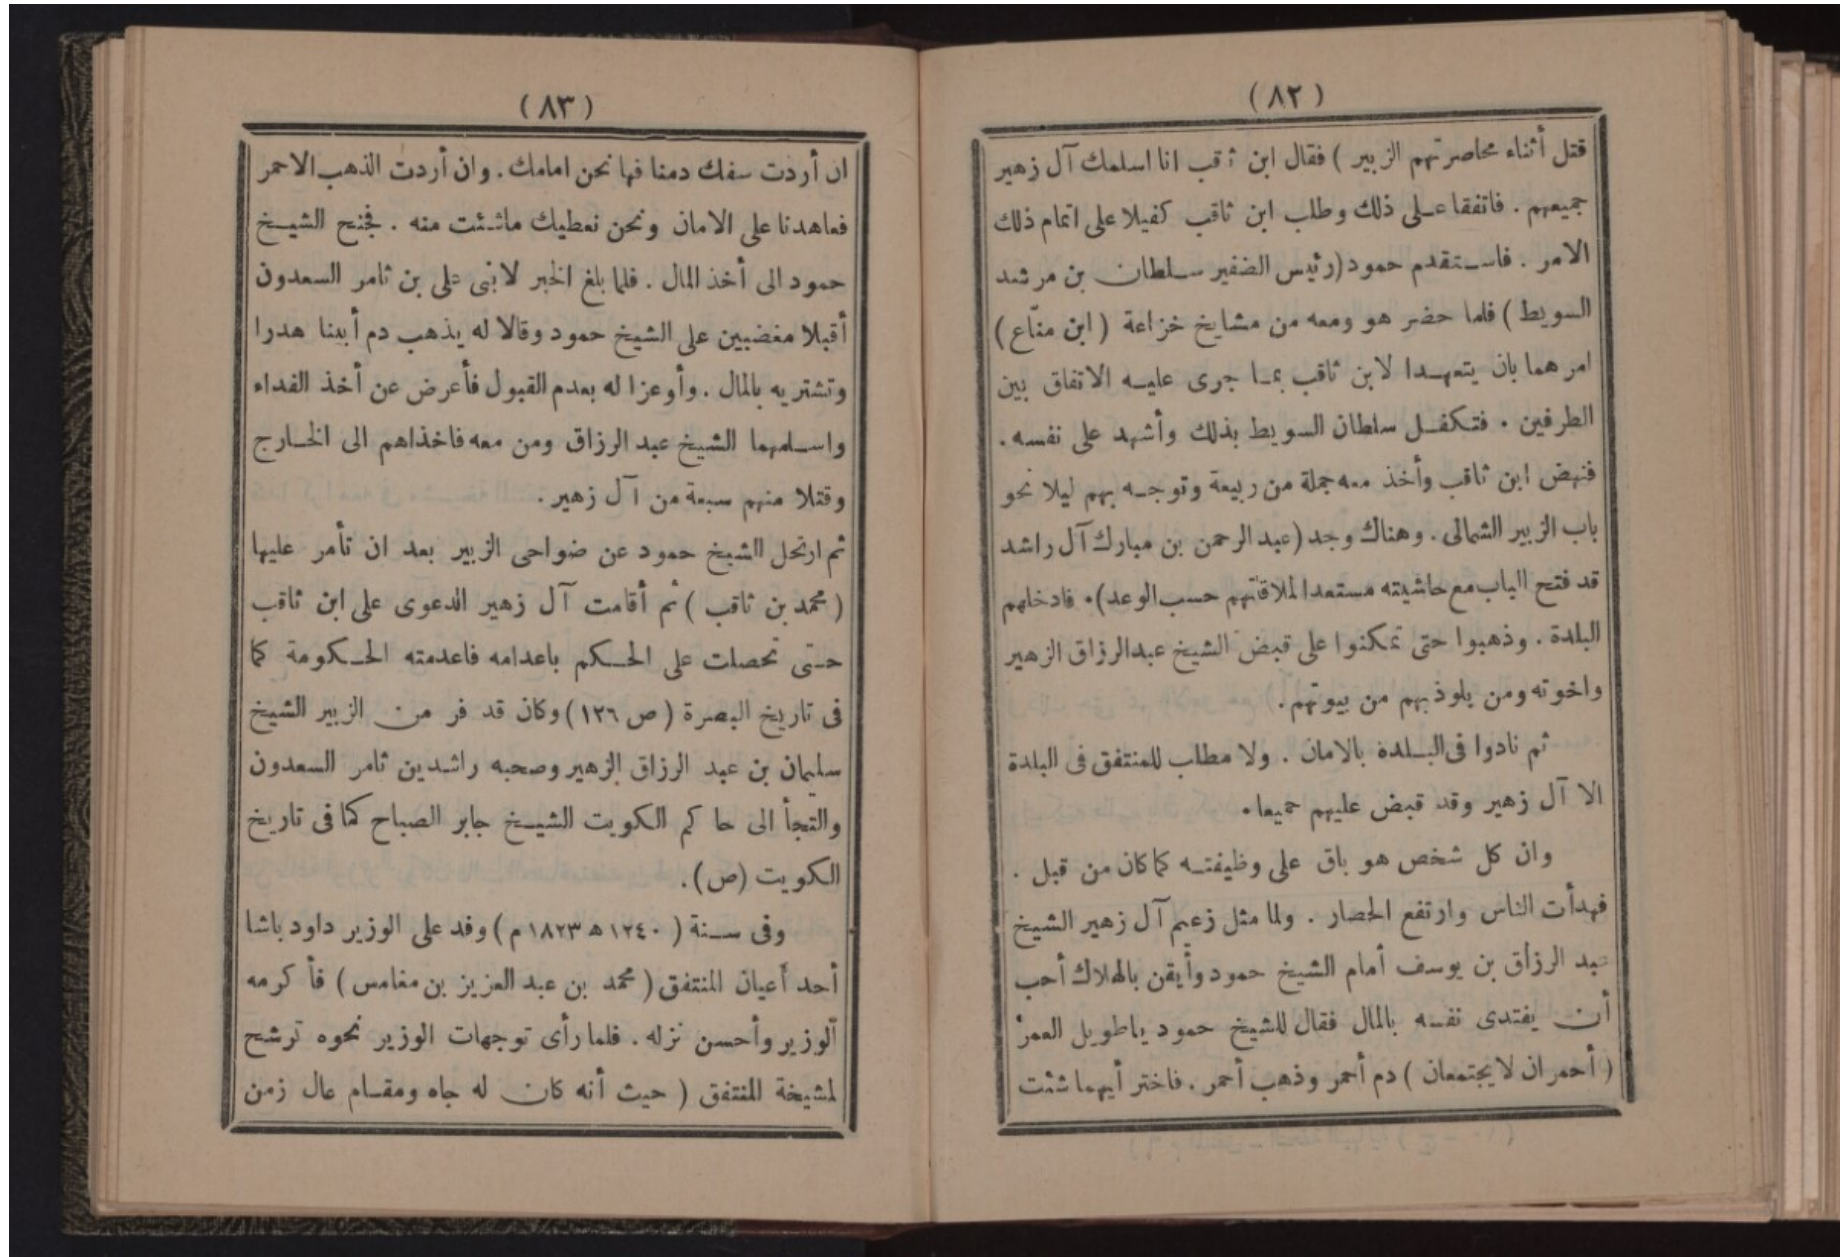 ( ٨٢ )
قتل أثناء محاصرتهم الزبير ) فقال ابن ثاقب انا اسلمك آل زهير
جميعهم . فاتفقا على ذلك وطلب ابن ثاقب كفيلا على اتمام ذلك
الامر . فاستقدم حمود (رئيس الضفير سلطان بن مرشد
السويط ) فلما حضر هو ومعه من مشايخ خزاعة ( ابن منّاع )
امرهما بان يتعهدا لابن ثاقب بما جرى عليه الاتفاق بين
الطرفين . فتكفل سلطان السويط بذلك وأشهد على نفسه .
فنهض ابن ثاقب وأخذ معه جملة من ربيعة وتوجه بهم ليلا نحو
باب الزبير الشمالى . وهناك وجد (عبد الرحمن بن مبارك آل راشد
قد فتح الباب مع حاشيته مستعدا لملاقاتهم حسب الوعد) . فادخلهم
البلدة . وذهبوا حتى تمكنوا على قبض الشيخ عبد الرزاق الزهير
واخوته ومن يلوذ بهم من بيوتهم .
ثم نادوا فى البلدة بالامان . ولا مطلب للمنتفق فى البلدة
الا آل زهير وقد قبض عليهم جميعا .
وان كل شخص هو باق على وظيفته كما كان من قبل .
فهدأت الناس وارتفع الحصار . ولما مثل زعيم آل زهير الشيخ
عبد الرزاق بن يوسف أمام الشيخ حمود وأيقن بالهلاك أحب
أن يفتدى نفسه بالمال فقال للشيخ حمود ياطويل العمر
( أحمران لايجتمعان ) دم أحمر وذهب أحمر . فاختر أيهما شئت
( ٨٣ )
ان أردت سفك دمنا فها نحن امامك . وان أردت الذهب الاحمر
فعاهدنا على الامان ونحن نعطيك ماشئت منه . فجنح الشيخ
حمود الى أخذ المال . فلما بلغ الخبر لابنى على بن ثامر السعدون
أقبلا مغضبين على الشيخ حمود وقالا له يذهب دم أبينا هدرا
وتشتريه بالمال . وأوعزا له بعدم القبول فأعرض عن أخذ الفداء
واسلمهما الشيخ عبد الرزاق ومن معه فاخذاهم الى الخارج
وقتلا منهم سبعة من آل زهير .
ثم ارتحل الشيخ حمود عن ضواحى الزبير بعد ان تأمر عليها
( محمد بن ثاقب ) ثم أقامت آل زهير الدعوى على ابن ثاقب
حتى تحصلت على الحكم باعدامه فاعدمته الحكومة كما
فى تاريخ البصرة ( ص ١٢٦ ) وكان قد فر من الزبير الشيخ
سليمان بن عبد الرزاق الزهير وصحبه راشدبن ثامر السعدون
والتجأ الى حاكم الكويت الشيخ جابر الصباح كما فى تاريخ
الكويت (ص) .
وفى سنة ( ١٢٤٠ ه ١٨٢٣ م ) وفد على الوزير داود باشا
أحد أعيان المنتفق ( محمد بن عبد العزيز بن مغامس ) فأكرمه
الوزير وأحسن نزله . فلما رأى توجهات الوزير نحوه ترشح
لمشيخة المنتفق ( حيث أنه كان له جاه ومقام عال زمن